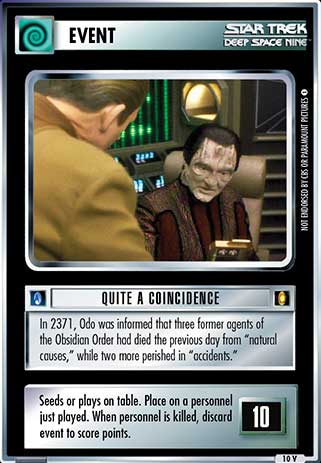 EVENT
STAR TREK
DEEP SPACE NINE
NOT ENDORSED BY CBS OR PARAMOUNT PICTURES
QUITE A COINCIDENCE
In 2371, Odo was informed that three former agents
of the Obsidian Order had died the previous day from “natural
causes,” while two more perished in “accidents.”
Seeds or plays on table. Place on a personnel
just played. When personnel is killed, discard
event to score points.
10
10 V